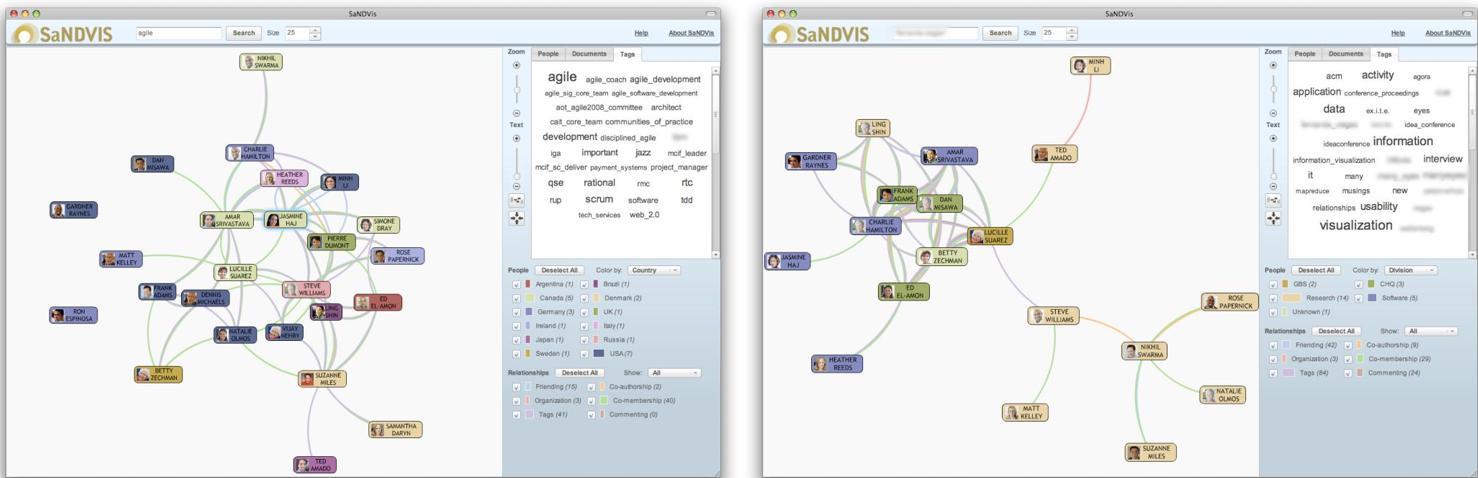 SaNDVis
SaNDVIS
agile
Search
Size
25
Help
About SaNDVis
NIKHIL
SWARMA
CHARLIE
HAMILTON
DAN
MISAWA
HEATHER
REEDS
MINH
LI
GARDNER
RAYNES
AMAR
SRIVASTAVA
JASMINE
HAJ
SIMONE
DRAY
PIERRE
DUMONT
ROSE
PAPERNICK
MATT
KELLEY
LUCILLE
SUAREZ
FRANK
ADAMS
DENNIS
MICHAELS
STEVE
WILLIAMS
LING
SHIN
ED
EL-AMON
RON
ESPINOSA
NATALIE
OLMOS
VIJAY
NEHRY
BETTY
ZECHMAN
SUZANNE
MILES
SAMANTHA
DARYN
TED
AMADO
Zoom
Text
People
Documents
Tags
agile agile_coach agile_development
agile_sig_core_team agile_software_development
aot_agile2008_committee architect
cait_core_team communities_of_practice
development disciplined_agile
iga important jazz mcif_leader
mcif_sc_deliver payment_systems project_manager
qse rational rmc rtc
rup scrum software tdd
tech_services web_2.0
People Deselect All Color by: Country
Argentina (1) Brazil (1)
Canada (5) Denmark (2)
Germany (3) UK (1)
Ireland (1) Italy (1)
Japan (1) Russia (1)
Sweden (1) USA (7)
Relationships Deselect All Show: All
Friending (15) Co-authorship (2)
Organization (3) Co-membership (40)
Tags (41) Commenting (0)
SaNDVis
SaNDVIS
Search
Size
25
Help
About SaNDVis
MINH
LI
LING
SHIN
GARDNER
RAYNES
AMAR
SRIVASTAVA
TED
AMADO
FRANK
ADAMS
DAN
MISAWA
CHARLIE
HAMILTON
LUCILLE
SUAREZ
JASMINE
HAJ
BETTY
ZECHMAN
ED
EL-AMON
STEVE
WILLIAMS
ROSE
PAPERNICK
NIKHIL
SWARMA
HEATHER
REEDS
NATALIE
OLMOS
MATT
KELLEY
SUZANNE
MILES
Zoom
Text
People
Documents
Tags
acm activity agora
application conference_proceedings
data ex.i.t.e. eyes
idea_conference
ideaconference information
information_visualization interview
it many
mapreduce musings new
relationships usability
visualization
People Deselect All Color by: Division
GBS (2) CHQ (3)
Research (14) Software (5)
Unknown (1)
Relationships Deselect All Show: All
Friending (42) Co-authorship (9)
Organization (3) Co-membership (29)
Tags (84) Commenting (24)